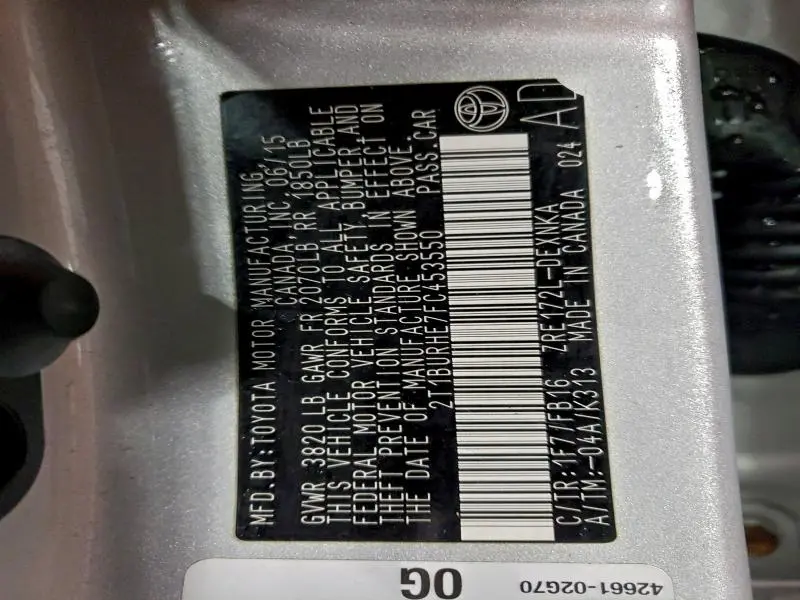 MFD. BY: TOYOTA MOTOR MANUFACTURING,
CANADA INC. 06/15
GVWR 3820 LB GAWR FR 2070LB RR 1850LB
THIS VEHICLE CONFORMS TO ALL APPLICABLE
FEDERAL MOTOR VEHICLE SAFETY, BUMPER AND
THEFT PREVENTION STANDARDS IN EFFECT ON
THE DATE OF MANUFACTURE SHOWN ABOVE.
2T1BURHE7FC453550 PASS. CAR
C/TR: 1F7/FB16 ZRE172L-DEXNKA
A/TM: -04A/K313 MADE IN CANADA 024 AD
0G
42661-02G70